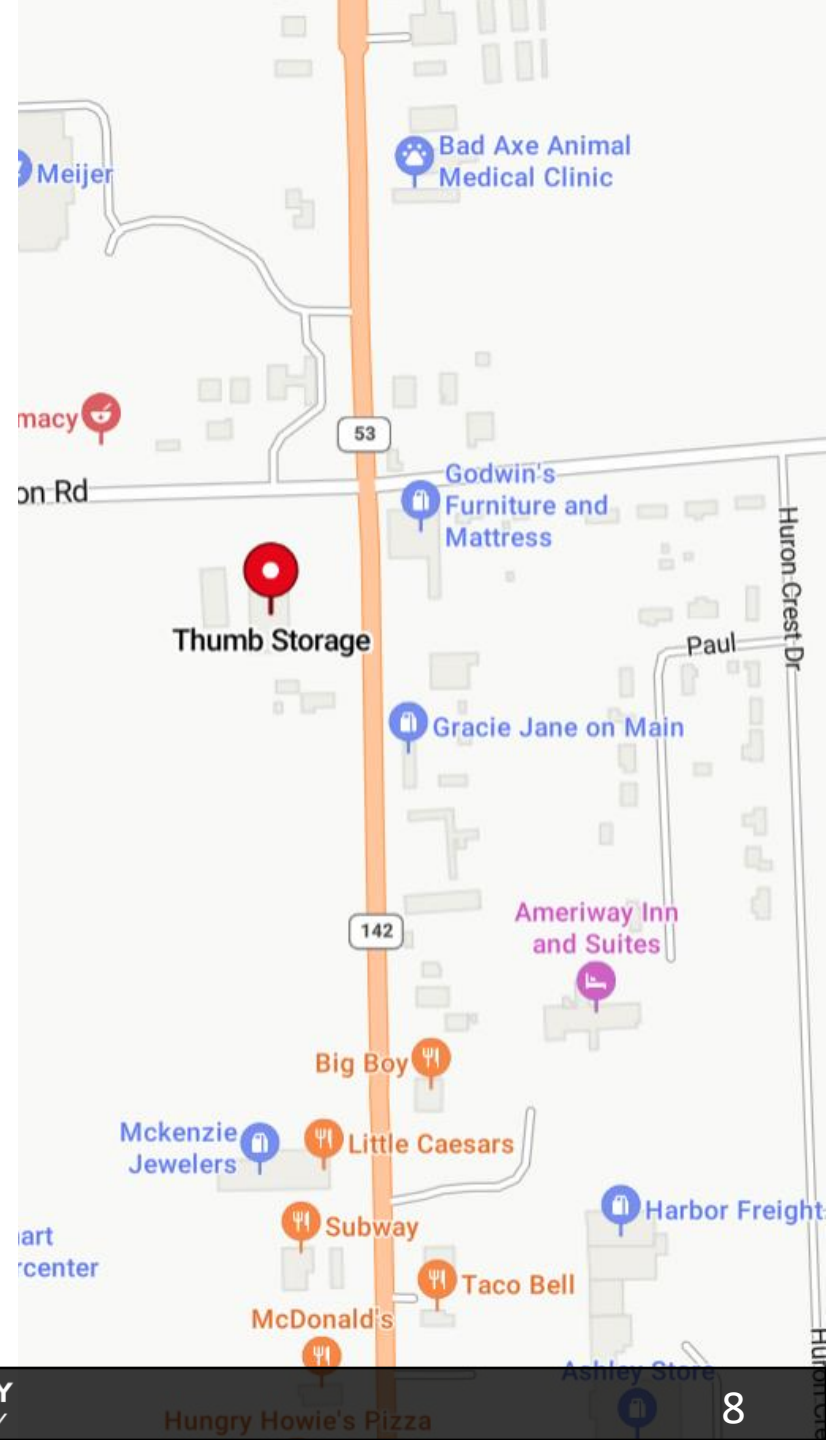 Bad Axe Animal
Medical Clinic
Meijer
53
macy
on Rd
Godwin's
Furniture and
Mattress
Huron Crest Dr
Thumb Storage
Paul
Gracie Jane on Main
Ameriway Inn
and Suites
142
Big Boy
Mckenzie
Jewelers
Little Caesars
Harbor Freight
Subway
art
rcenter
Taco Bell
McDonald's
Ashley Store
Huron Cre
Y
8
Hungry Howie's Pizza